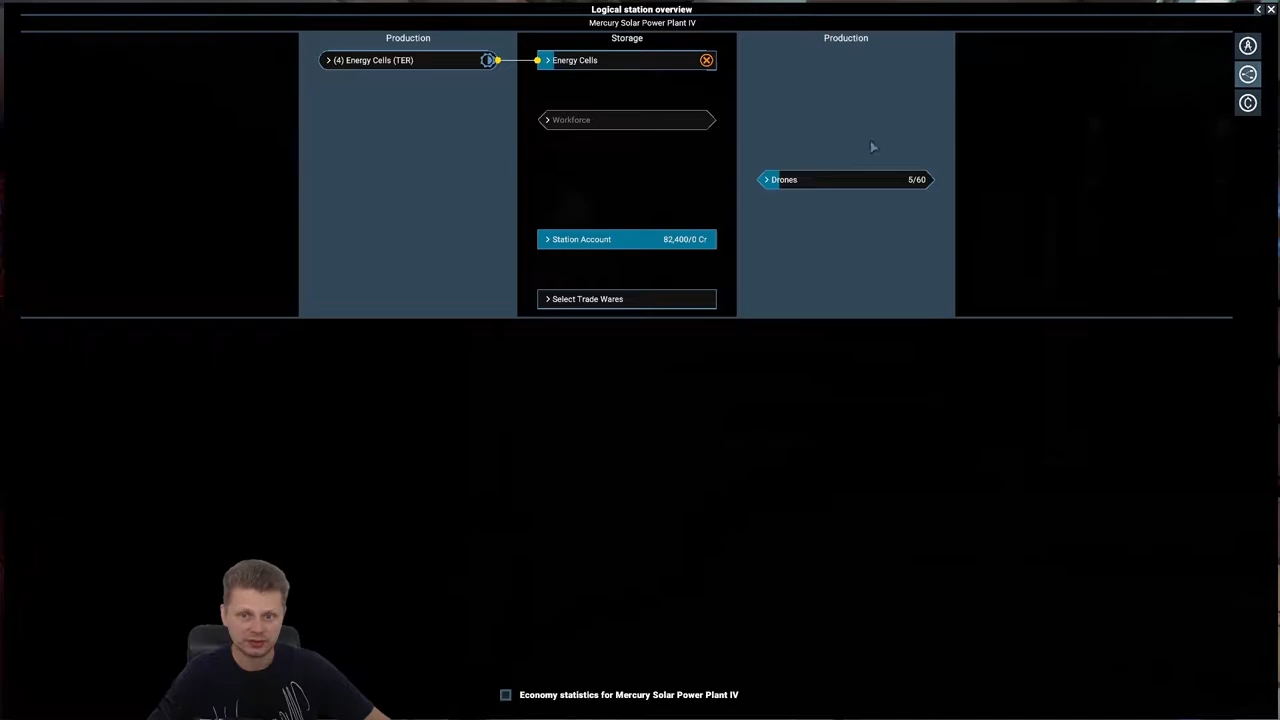 Logical station overview
Mercury Solar Power Plant IV
Production
Storage
Production
(4) Energy Cells (TER)
Energy Cells
Workforce
Drones 5/60
Station Account 82,400/0 Cr
Select Trade Wares
Economy statistics for Mercury Solar Power Plant IV